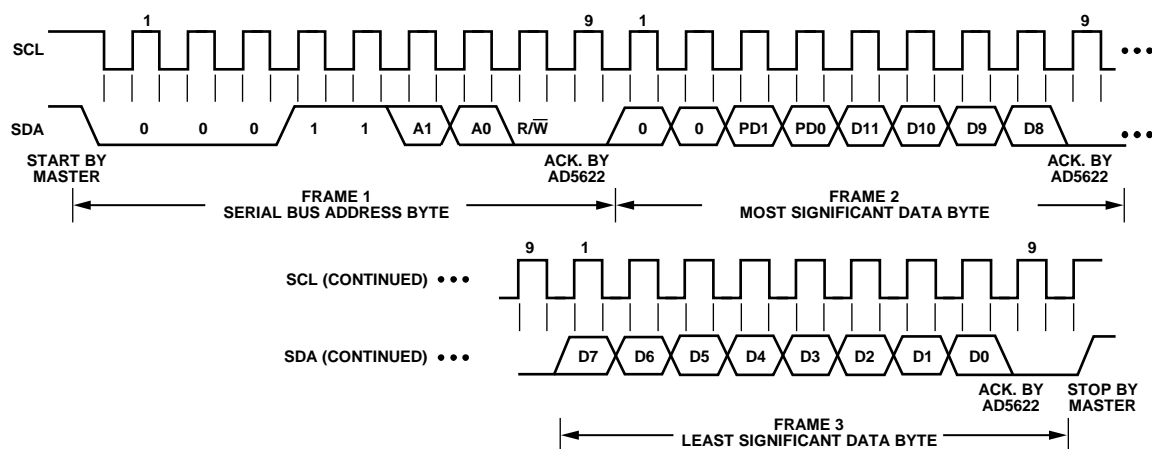 1 9 1 9
SCL
SDA 0 0 0 1 1 A1 A0 R/W̅ 0 0 PD1 PD0 D11 D10 D9 D8
START BY
MASTER
ACK. BY
AD5622
ACK. BY
AD5622
FRAME 1
SERIAL BUS ADDRESS BYTE
FRAME 2
MOST SIGNIFICANT DATA BYTE
9 1 9
SCL (CONTINUED)
SDA (CONTINUED) D7 D6 D5 D4 D3 D2 D1 D0
ACK. BY
AD5622
STOP BY
MASTER
FRAME 3
LEAST SIGNIFICANT DATA BYTE